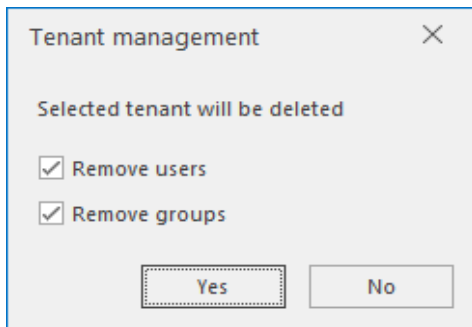 Tenant management
Selected tenant will be deleted
Remove users
Remove groups
Yes No